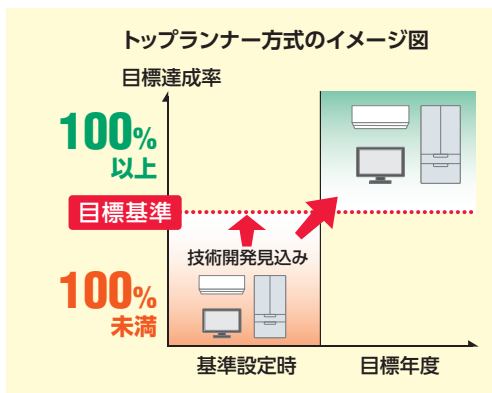 トップランナー方式のイメージ図
目標達成率
100%
以上
目標基準
技術開発見込み
100%
未満
基準設定時
目標年度